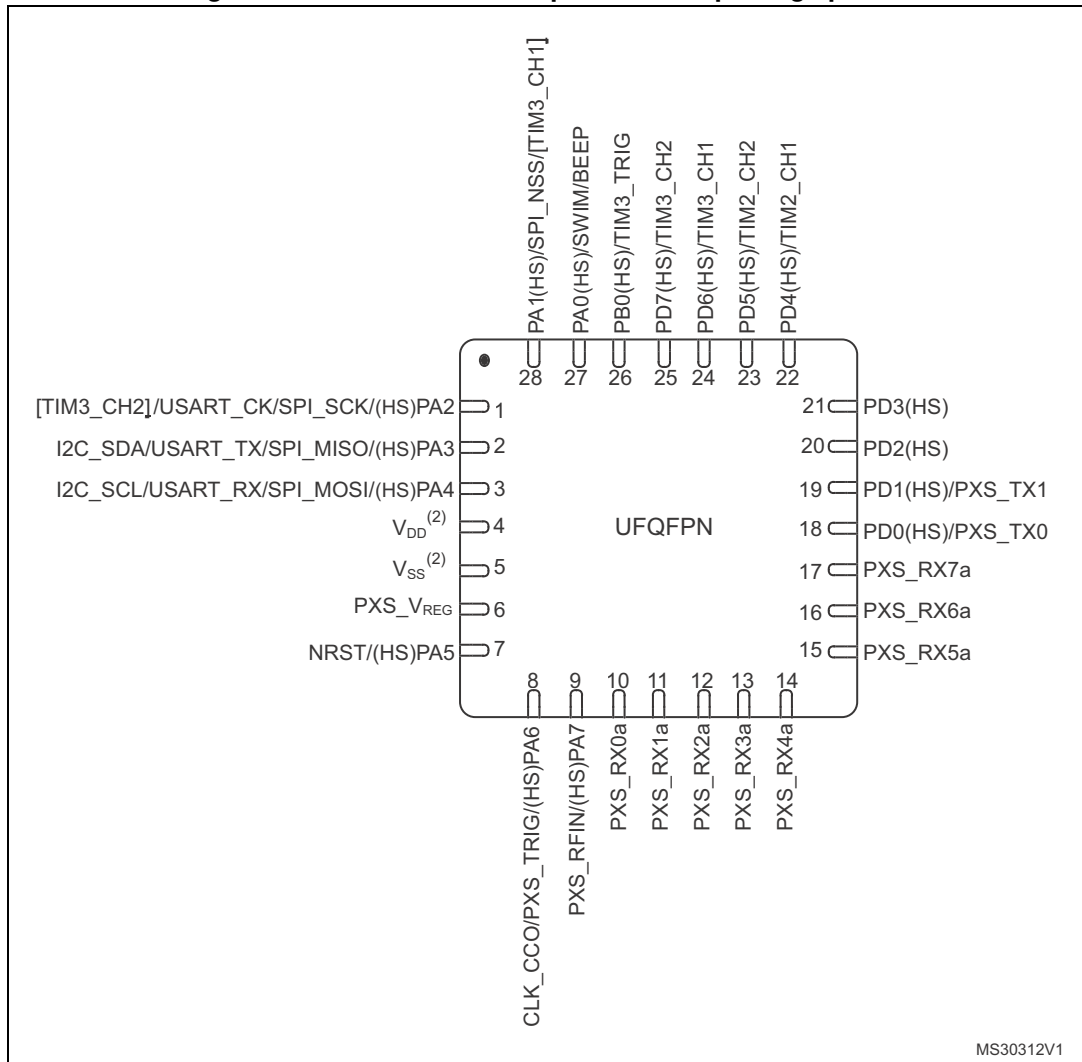 PA1(HS)/SPI_NSS/[TIM3_CH1]
PA0(HS)/SWIM/BEEP
PB0(HS)/TIM3_TRIG
PD7(HS)/TIM3_CH2
PD6(HS)/TIM3_CH1
PD5(HS)/TIM2_CH2
PD4(HS)/TIM2_CH1
28 27 26 25 24 23 22
[TIM3_CH2]/USART_CK/SPI_SCK/(HS)PA2 1
I2C_SDA/USART_TX/SPI_MISO/(HS)PA3 2
I2C_SCL/USART_RX/SPI_MOSI/(HS)PA4 3
VDD(2) 4
VSS(2) 5
PXS_VREG 6
NRST/(HS)PA5 7
UFQFPN
21 PD3(HS)
20 PD2(HS)
19 PD1(HS)/PXS_TX1
18 PD0(HS)/PXS_TX0
17 PXS_RX7a
16 PXS_RX6a
15 PXS_RX5a
8 9 10 11 12 13 14
CLK_CCO/PXS_TRIG/(HS)PA6
PXS_RFIN/(HS)PA7
PXS_RX0a
PXS_RX1a
PXS_RX2a
PXS_RX3a
PXS_RX4a
MS30312V1